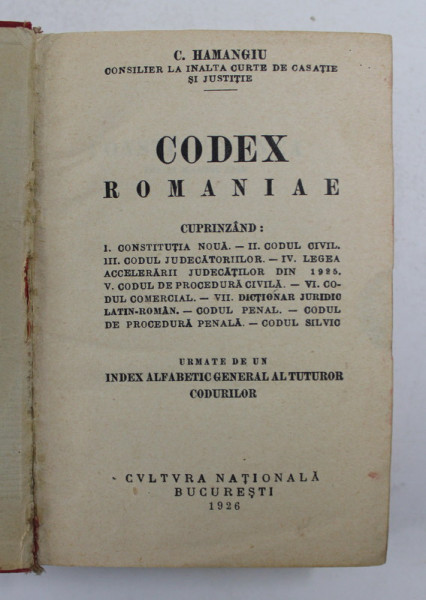 C. HAMANGIU
CONSILIER LA INALTA CURTE DE CASAȚIE
ȘI JUSTIȚIE
CODEX
ROMANIAE
CUPRINZÂND :
I. CONSTITUȚIA NOUĂ. — II. CODUL CIVIL.
III. CODUL JUDECĂTORIILOR. — IV. LEGEA
ACCELERĂRII JUDECĂȚILOR DIN 1925.
V. CODUL DE PROCEDURĂ CIVILĂ. — VI. CO-
DUL COMERCIAL. — VII. DICȚIONAR JURIDIC
LATIN-ROMÂN. — CODUL PENAL. — CODUL
DE PROCEDURĂ PENALĂ. — CODUL SILVIC
URMATE DE UN
INDEX ALFABETIC GENERAL AL TUTUROR
CODURILOR
CVLTVRA NAȚIONALĂ
BUCUREȘTI
1926